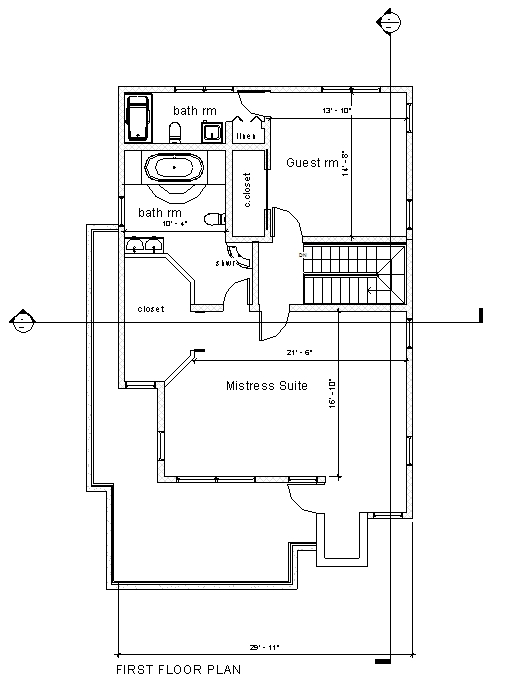 bath rm
13' - 10"
linen
Guest rm
14' - 8"
c.closet
bath rm
10' - 4"
shwr
DN
closet
21' - 6"
Mistress Suite
16' - 10"
29' - 11"
FIRST FLOOR PLAN